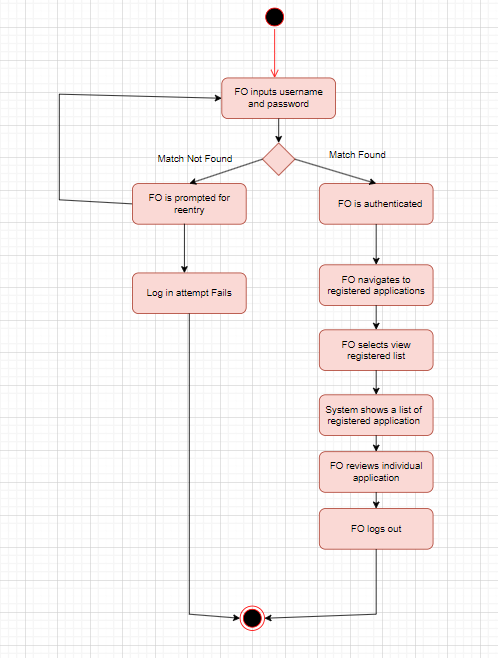 FO inputs username
and password
Match Not Found
Match Found
FO is prompted for
reentry
FO is authenticated
Log in attempt Fails
FO navigates to
registered applications
FO selects view
registered list
System shows a list of
registered application
FO reviews individual
application
FO logs out